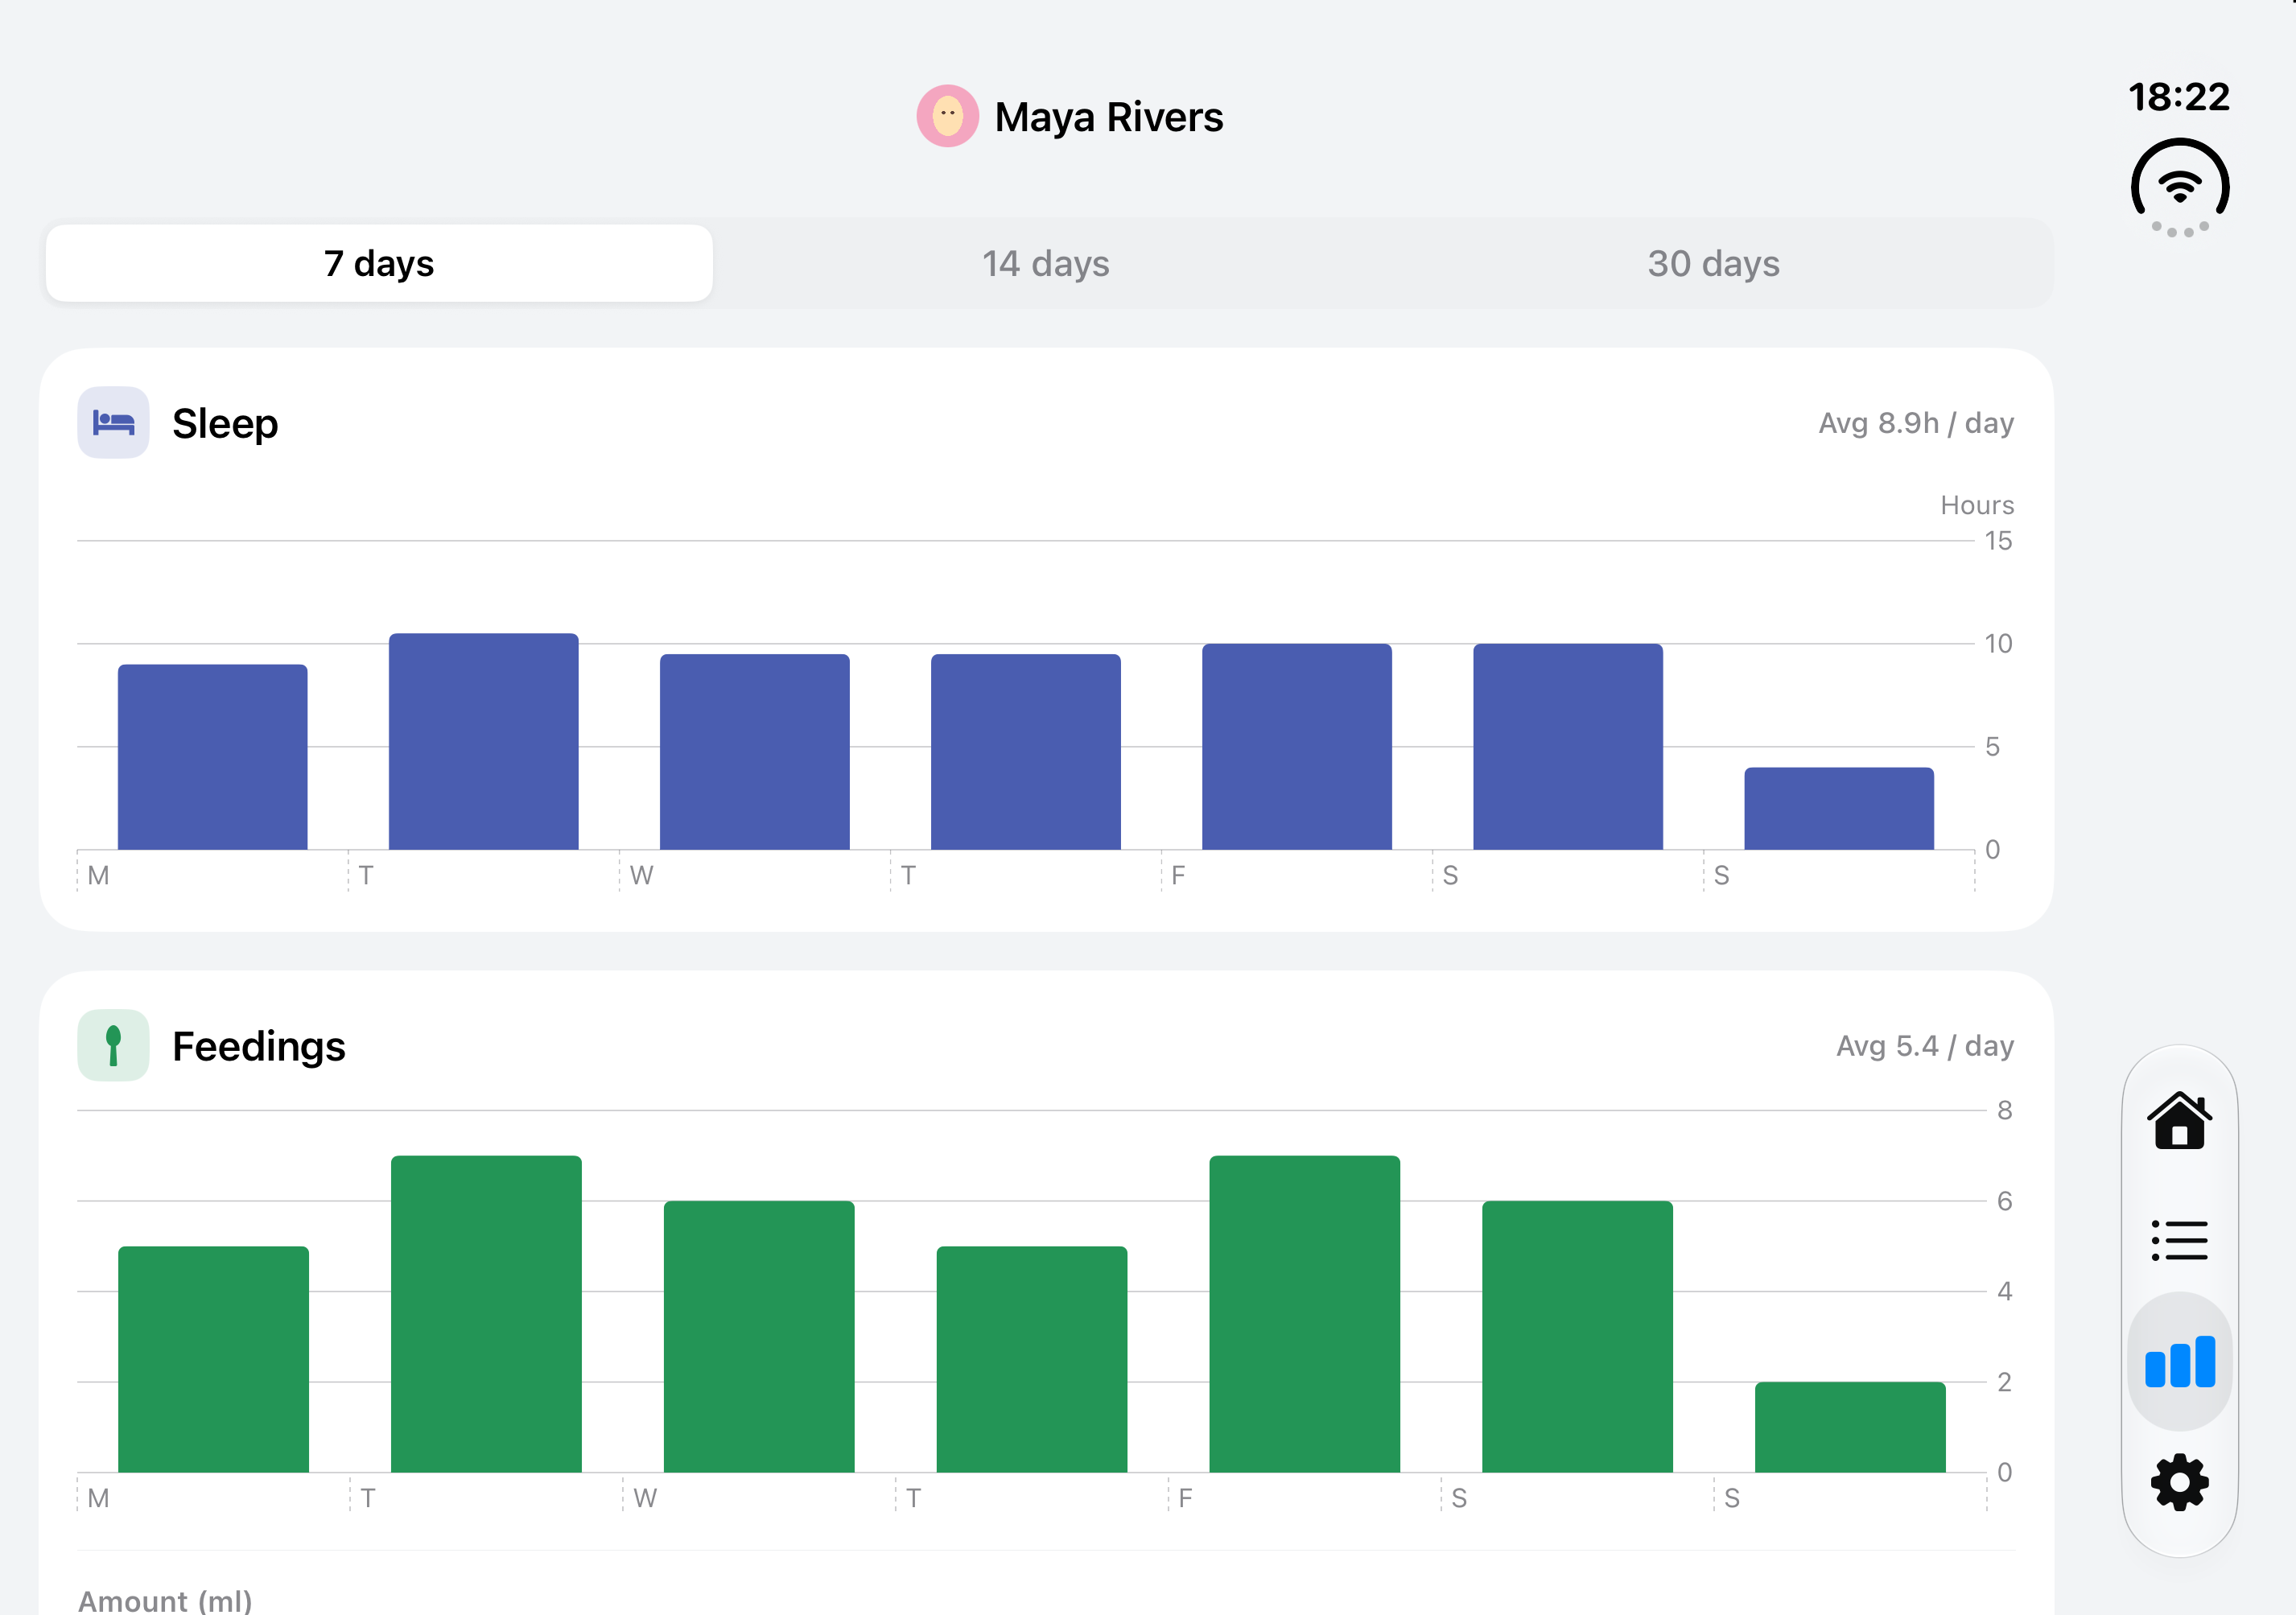 Maya Rivers
18:22
7 days
14 days
30 days
Sleep
Avg 8.9h / day
Hours
15
10
5
0
M T W T F S S
Feedings
Avg 5.4 / day
8
6
4
2
0
M T W T F S S
Amount (ml)